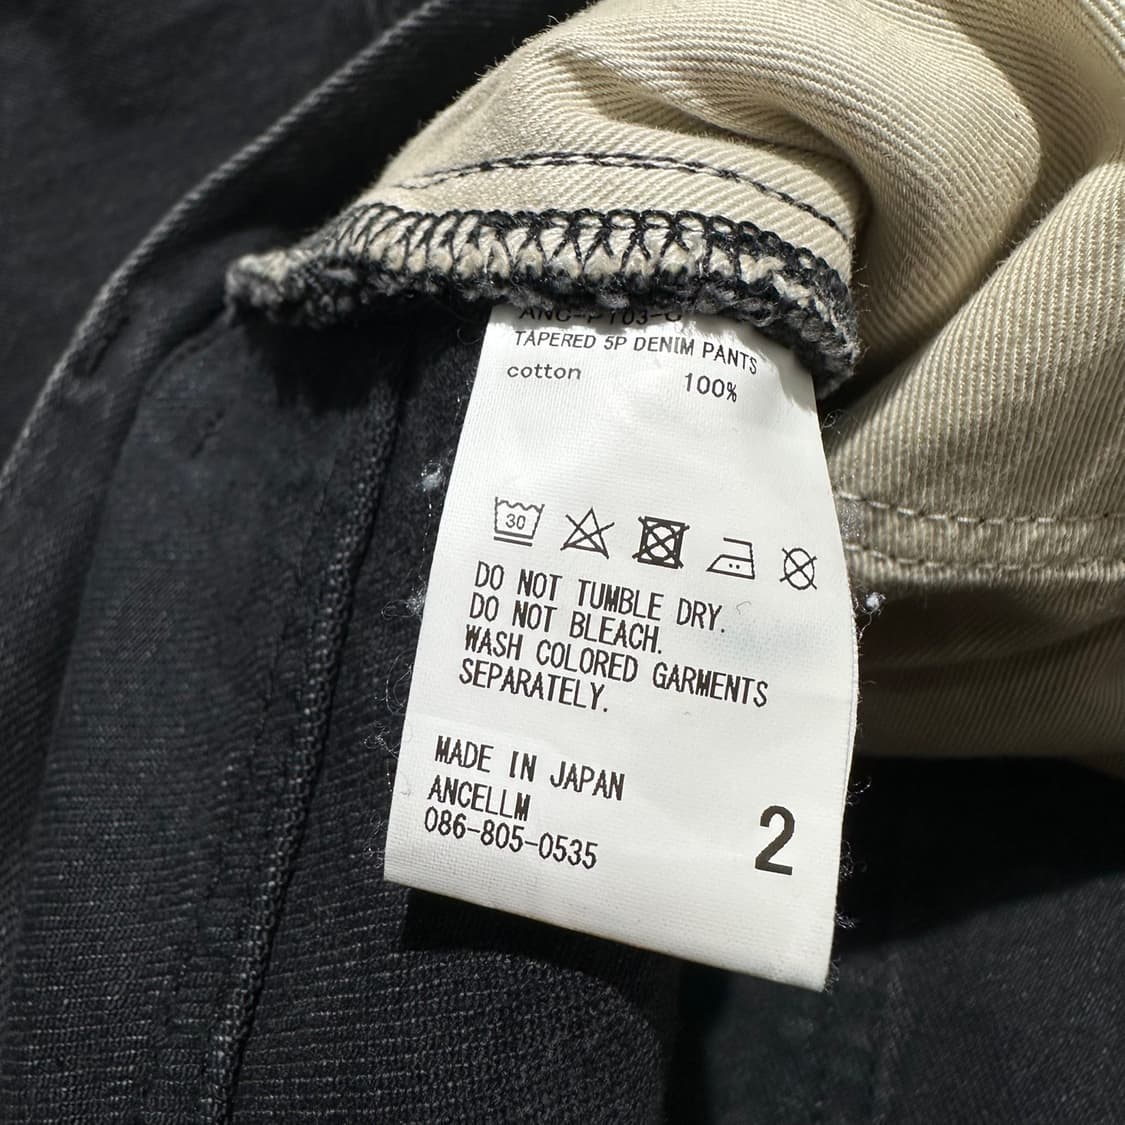 TAPERED 5P DENIM PANTS
cotton 100%
30
DO NOT TUMBLE DRY.
DO NOT BLEACH.
WASH COLORED GARMENTS
SEPARATELY.
MADE IN JAPAN
ANCELLM
086-805-0535
2